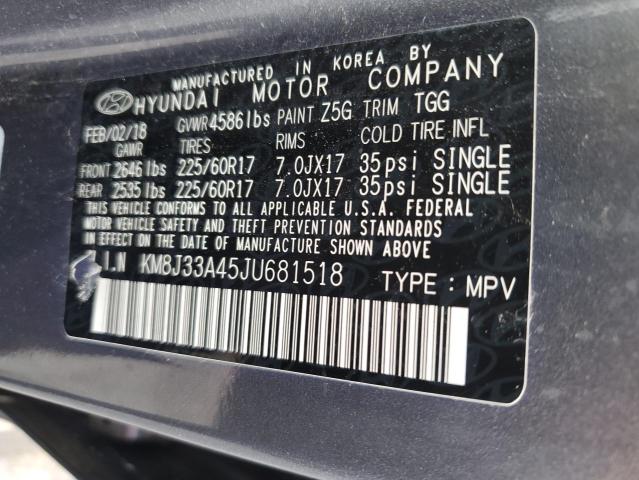 MANUFACTURED IN KOREA BY
HYUNDAI MOTOR COMPANY
FEB/02/18 GVWR 4586 lbs PAINT Z5G TRIM TGG
GAWR TIRES RIMS COLD TIRE INFL
FRONT 2646 lbs 225/60R17 7.0JX17 35psi SINGLE
REAR 2535 lbs 225/60R17 7.0JX17 35psi SINGLE
THIS VEHICLE CONFORMS TO ALL APPLICABLE U.S.A. FEDERAL
MOTOR VEHICLE SAFETY AND THEFT PREVENTION STANDARDS
IN EFFECT ON THE DATE OF MANUFACTURE SHOWN ABOVE.
I.N KM8J33A45JU681518 TYPE : MPV